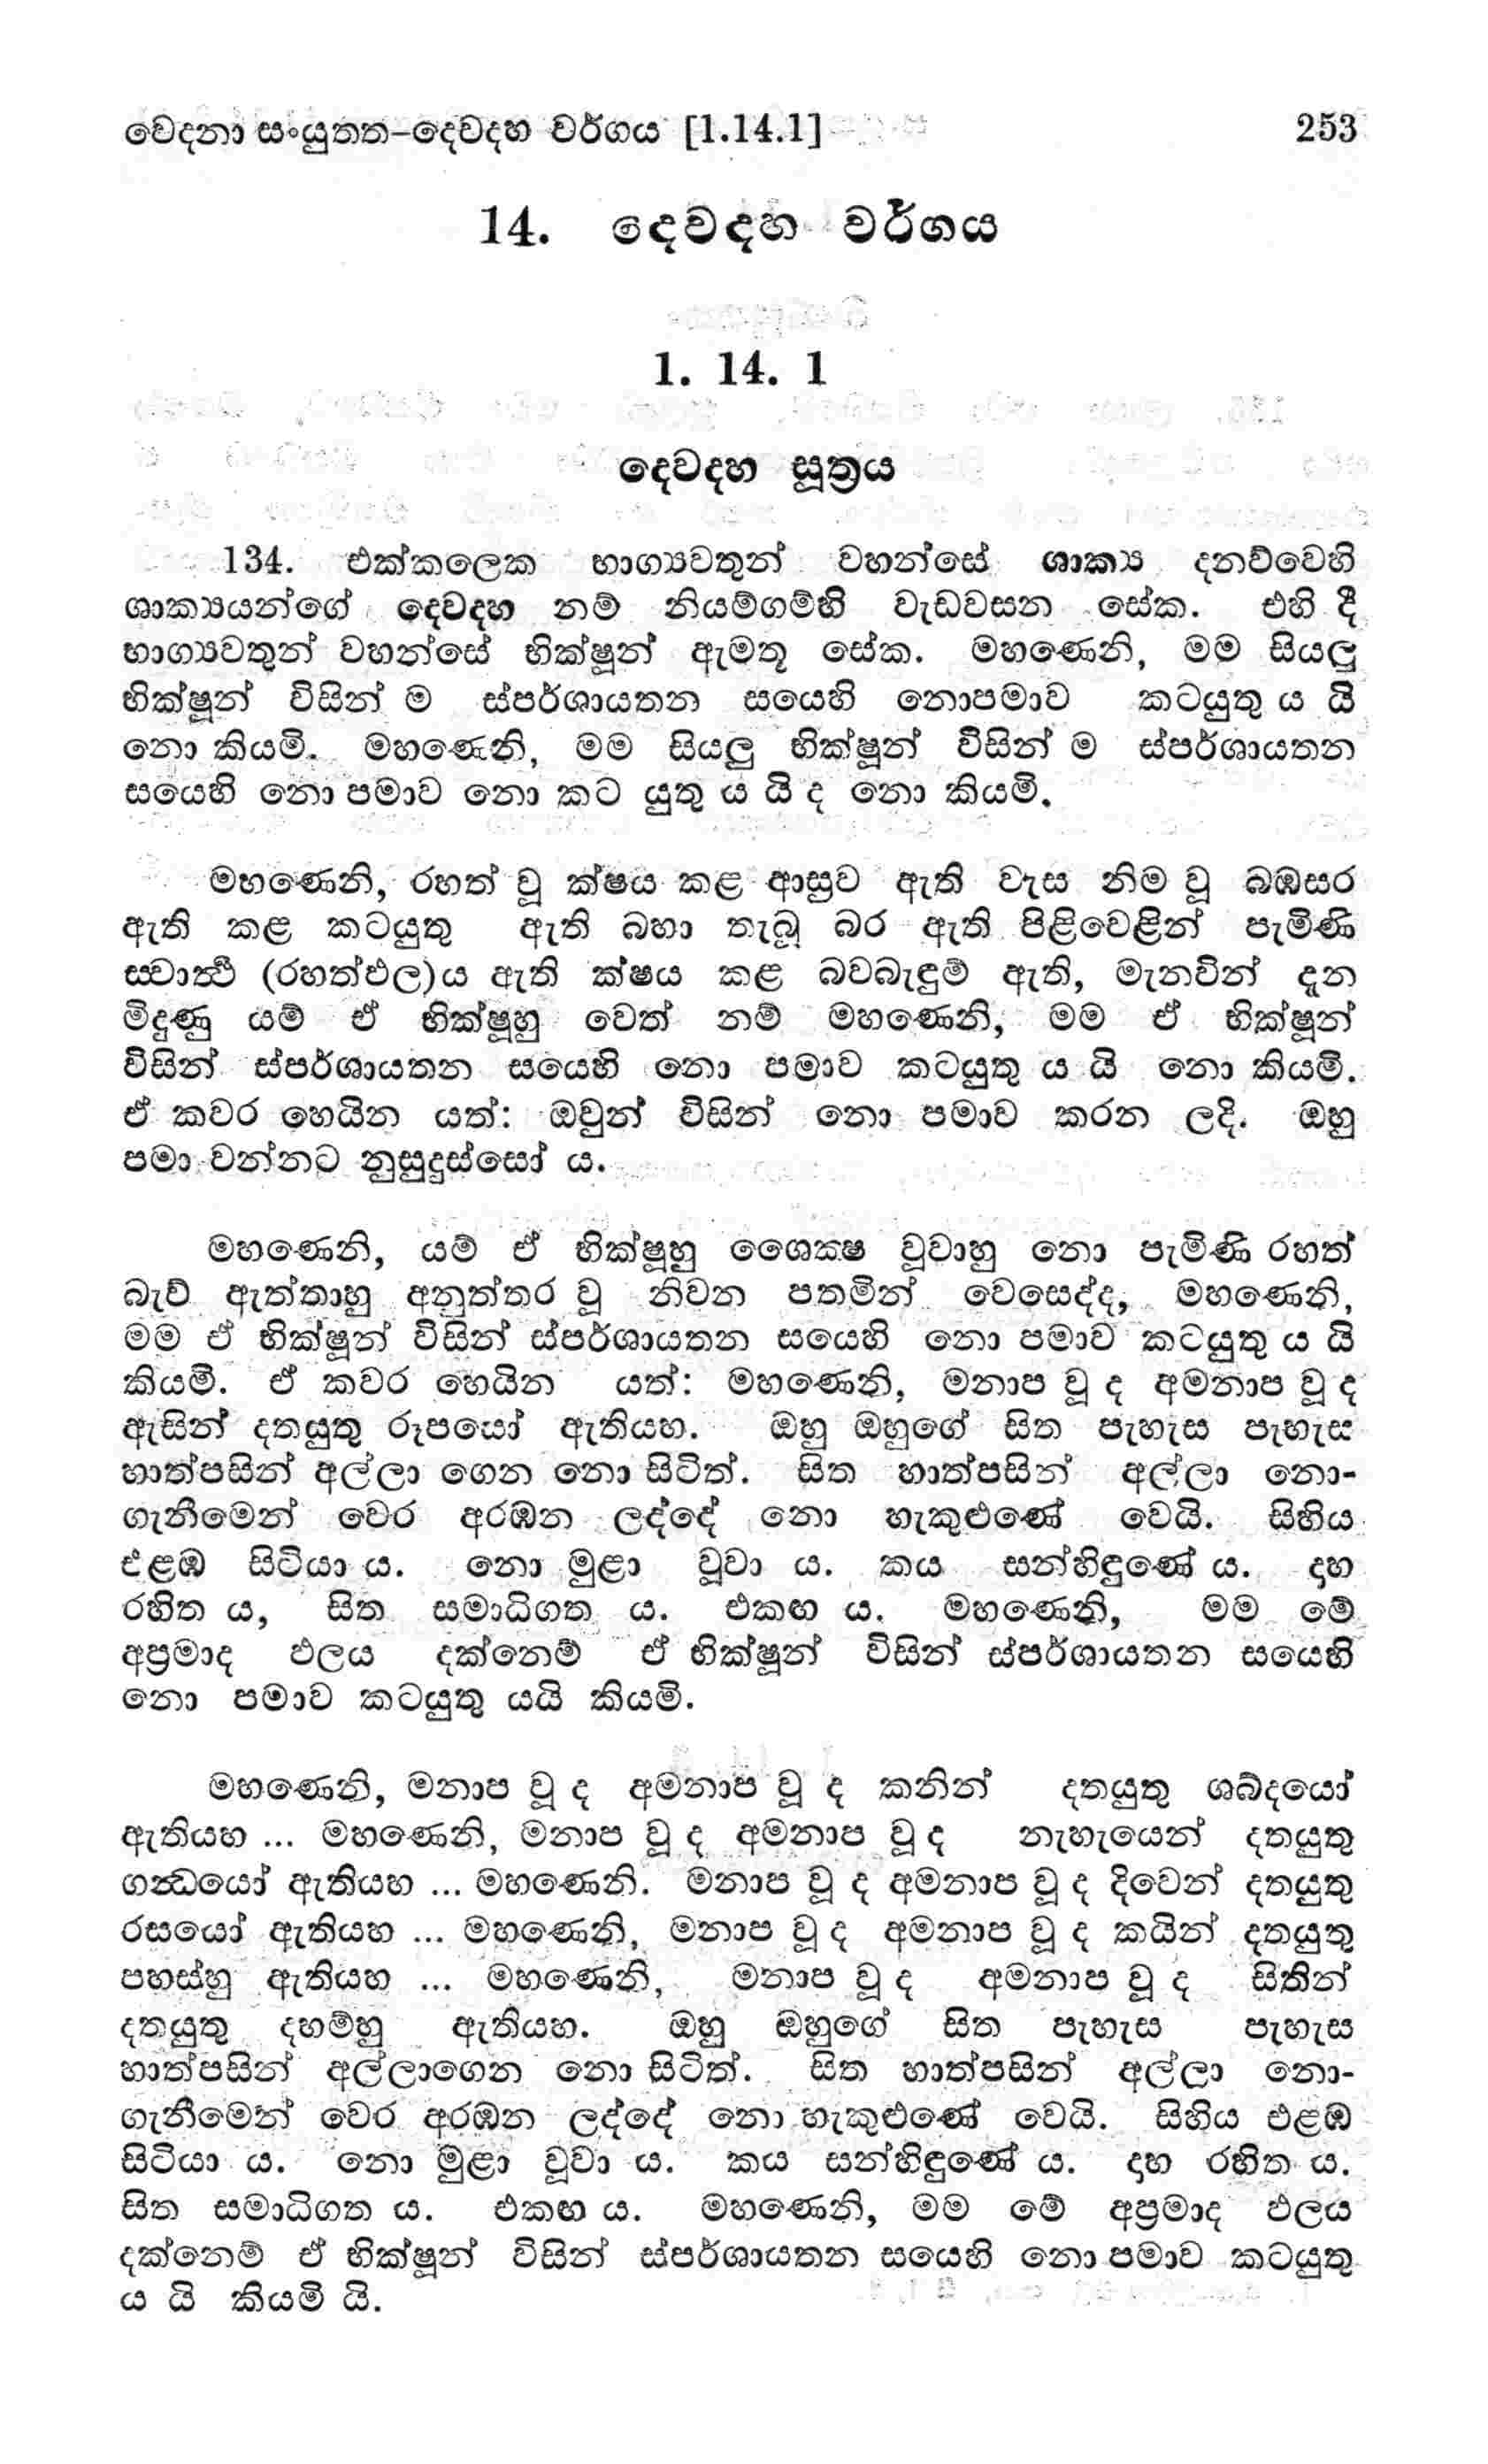 වෙදනා සංයුතත–දෙවදහ වර්ගය [1.14.1] 253
14. දෙවදහ වර්ගය
1. 14. 1
දෙවදහ සූත්‍රය
134. එක්කලෙක භාග්‍යවතුන් වහන්සේ ශාක්‍ය දනව්වෙහි
ශාක්‍යයන්ගේ දෙවදහ නම් නියම්ගම්හි වැඩවසන සේක. එහි දී
භාග්‍යවතුන් වහන්සේ භික්ෂූන් ඇමතූ සේක. මහණෙනි, මම සියලු
භික්ෂූන් විසින් ම ස්පර්ශායතන සයෙහි නොපමාව කටයුතු ය යි
නො කියමි. මහණෙනි, මම සියලු භික්ෂූන් විසින් ම ස්පර්ශායතන
සයෙහි නො පමාව නො කට යුතු ය යි ද නො කියමි.
මහණෙනි, රහත් වූ ක්ෂය කළ ආසුව ඇති වැස නිම වූ බඹසර
ඇති කළ කටයුතු ඇති බහා තැබූ බර ඇති පිළිවෙළින් පැමිණි
ස්වාර්ත්‍ථ (රහත්ඵල)ය ඇති ක්ෂය කළ බවබැඳුම් ඇති, මැනවින් දැන
මිදුණු යම් ඒ භික්ෂූහු වෙත් නම් මහණෙනි, මම ඒ භික්ෂූන්
විසින් ස්පර්ශායතන සයෙහි නො පමාව කටයුතු ය යි නො කියමි.
ඒ කවර හෙයින යත්: ඔවුන් විසින් නො පමාව කරන ලදි. ඔහු
පමා වන්නට නුසුදුස්සෝ ය.
මහණෙනි, යම් ඒ භික්ෂූහු ශෛක්‍ෂ වූවාහු නො පැමිණි රහත්
බැව් ඇත්තාහු අනුත්තර වූ නිවන පතමින් වෙසෙද්ද, මහණෙනි,
මම ඒ භික්ෂූන් විසින් ස්පර්ශායතන සයෙහි නො පමාව කටයුතු ය යි
කියමි. ඒ කවර හෙයින යත්: මහණෙනි, මනාප වූ ද අමනාප වූ ද
ඇසින් දතයුතු රූපයෝ ඇතියහ. ඔහු ඔහුගේ සිත පැහැස පැහැස
හාත්පසින් අල්ලා ගෙන නො සිටිත්. සිත හාත්පසින් අල්ලා නො-
ගැනීමෙන් වෙර අරඹන ලද්දේ නො හැකුළුණේ වෙයි. සිහිය
එළඹ සිටියා ය. නො මුළා වූවා ය. කය සන්හිඳුණේ ය. දාහ
රහිත ය, සිත සමාධිගත ය. එකඟ ය. මහණෙනි, මම මේ
අප්‍රමාද ඵලය දක්නෙම් ඒ භික්ෂූන් විසින් ස්පර්ශායතන සයෙහි
නො පමාව කටයුතු යයි කියමි.
මහණෙනි, මනාප වූ ද අමනාප වූ ද කනින් දතයුතු ශබ්දයෝ
ඇතියහ ... මහණෙනි, මනාප වූ ද අමනාප වූ ද නැහැයෙන් දතයුතු
ගන්‍ධයෝ ඇතියහ ... මහණෙනි. මනාප වූ ද අමනාප වූ ද දිවෙන් දතයුතු
රසයෝ ඇතියහ ... මහණෙනි, මනාප වූ ද අමනාප වූ ද කයින් දතයුතු
පහස්හු ඇතියහ ... මහණෙනි, මනාප වූ ද අමනාප වූ ද සිතින්
දතයුතු දහම්හු ඇතියහ. ඔහු ඔහුගේ සිත පැහැස පැහැස
හාත්පසින් අල්ලාගෙන නො සිටිත්. සිත හාත්පසින් අල්ලා නො-
ගැනීමෙන් වෙර අරඹන ලද්දේ නො හැකුළුණේ වෙයි. සිහිය එළඹ
සිටියා ය. නො මුළා වූවා ය. කය සන්හිඳුණේ ය. දාහ රහිත ය.
සිත සමාධිගත ය. එකඟ ය. මහණෙනි, මම මේ අප්‍රමාද ඵලය
දක්නෙම් ඒ භික්ෂූන් විසින් ස්පර්ශායතන සයෙහි නො පමාව කටයුතු
ය යි කියමි යි.